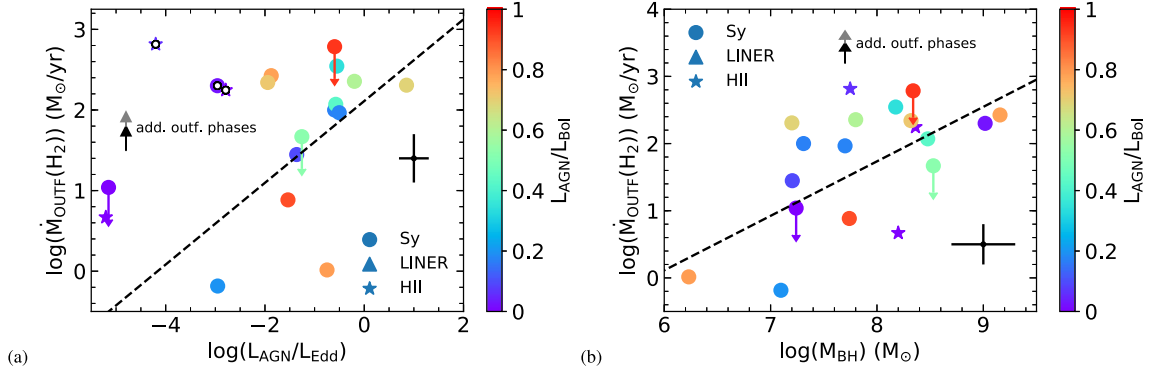 (a)
log(Ṁ_OUTF(H₂)) (M⊙/yr)
3
2
1
0
−4
−2
0
2
log(L_AGN/L_Edd)
add. outf. phases
Sy
LINER
HII
1
0.8
0.6
0.4
0.2
0
L_AGN/L_Bol
(b)
log(Ṁ_OUTF(H₂)) (M⊙/yr)
4
3
2
1
0
6
7
8
9
log(M_BH) (M⊙)
Sy
LINER
HII
add. outf. phases
1
0.8
0.6
0.4
0.2
0
L_AGN/L_Bol